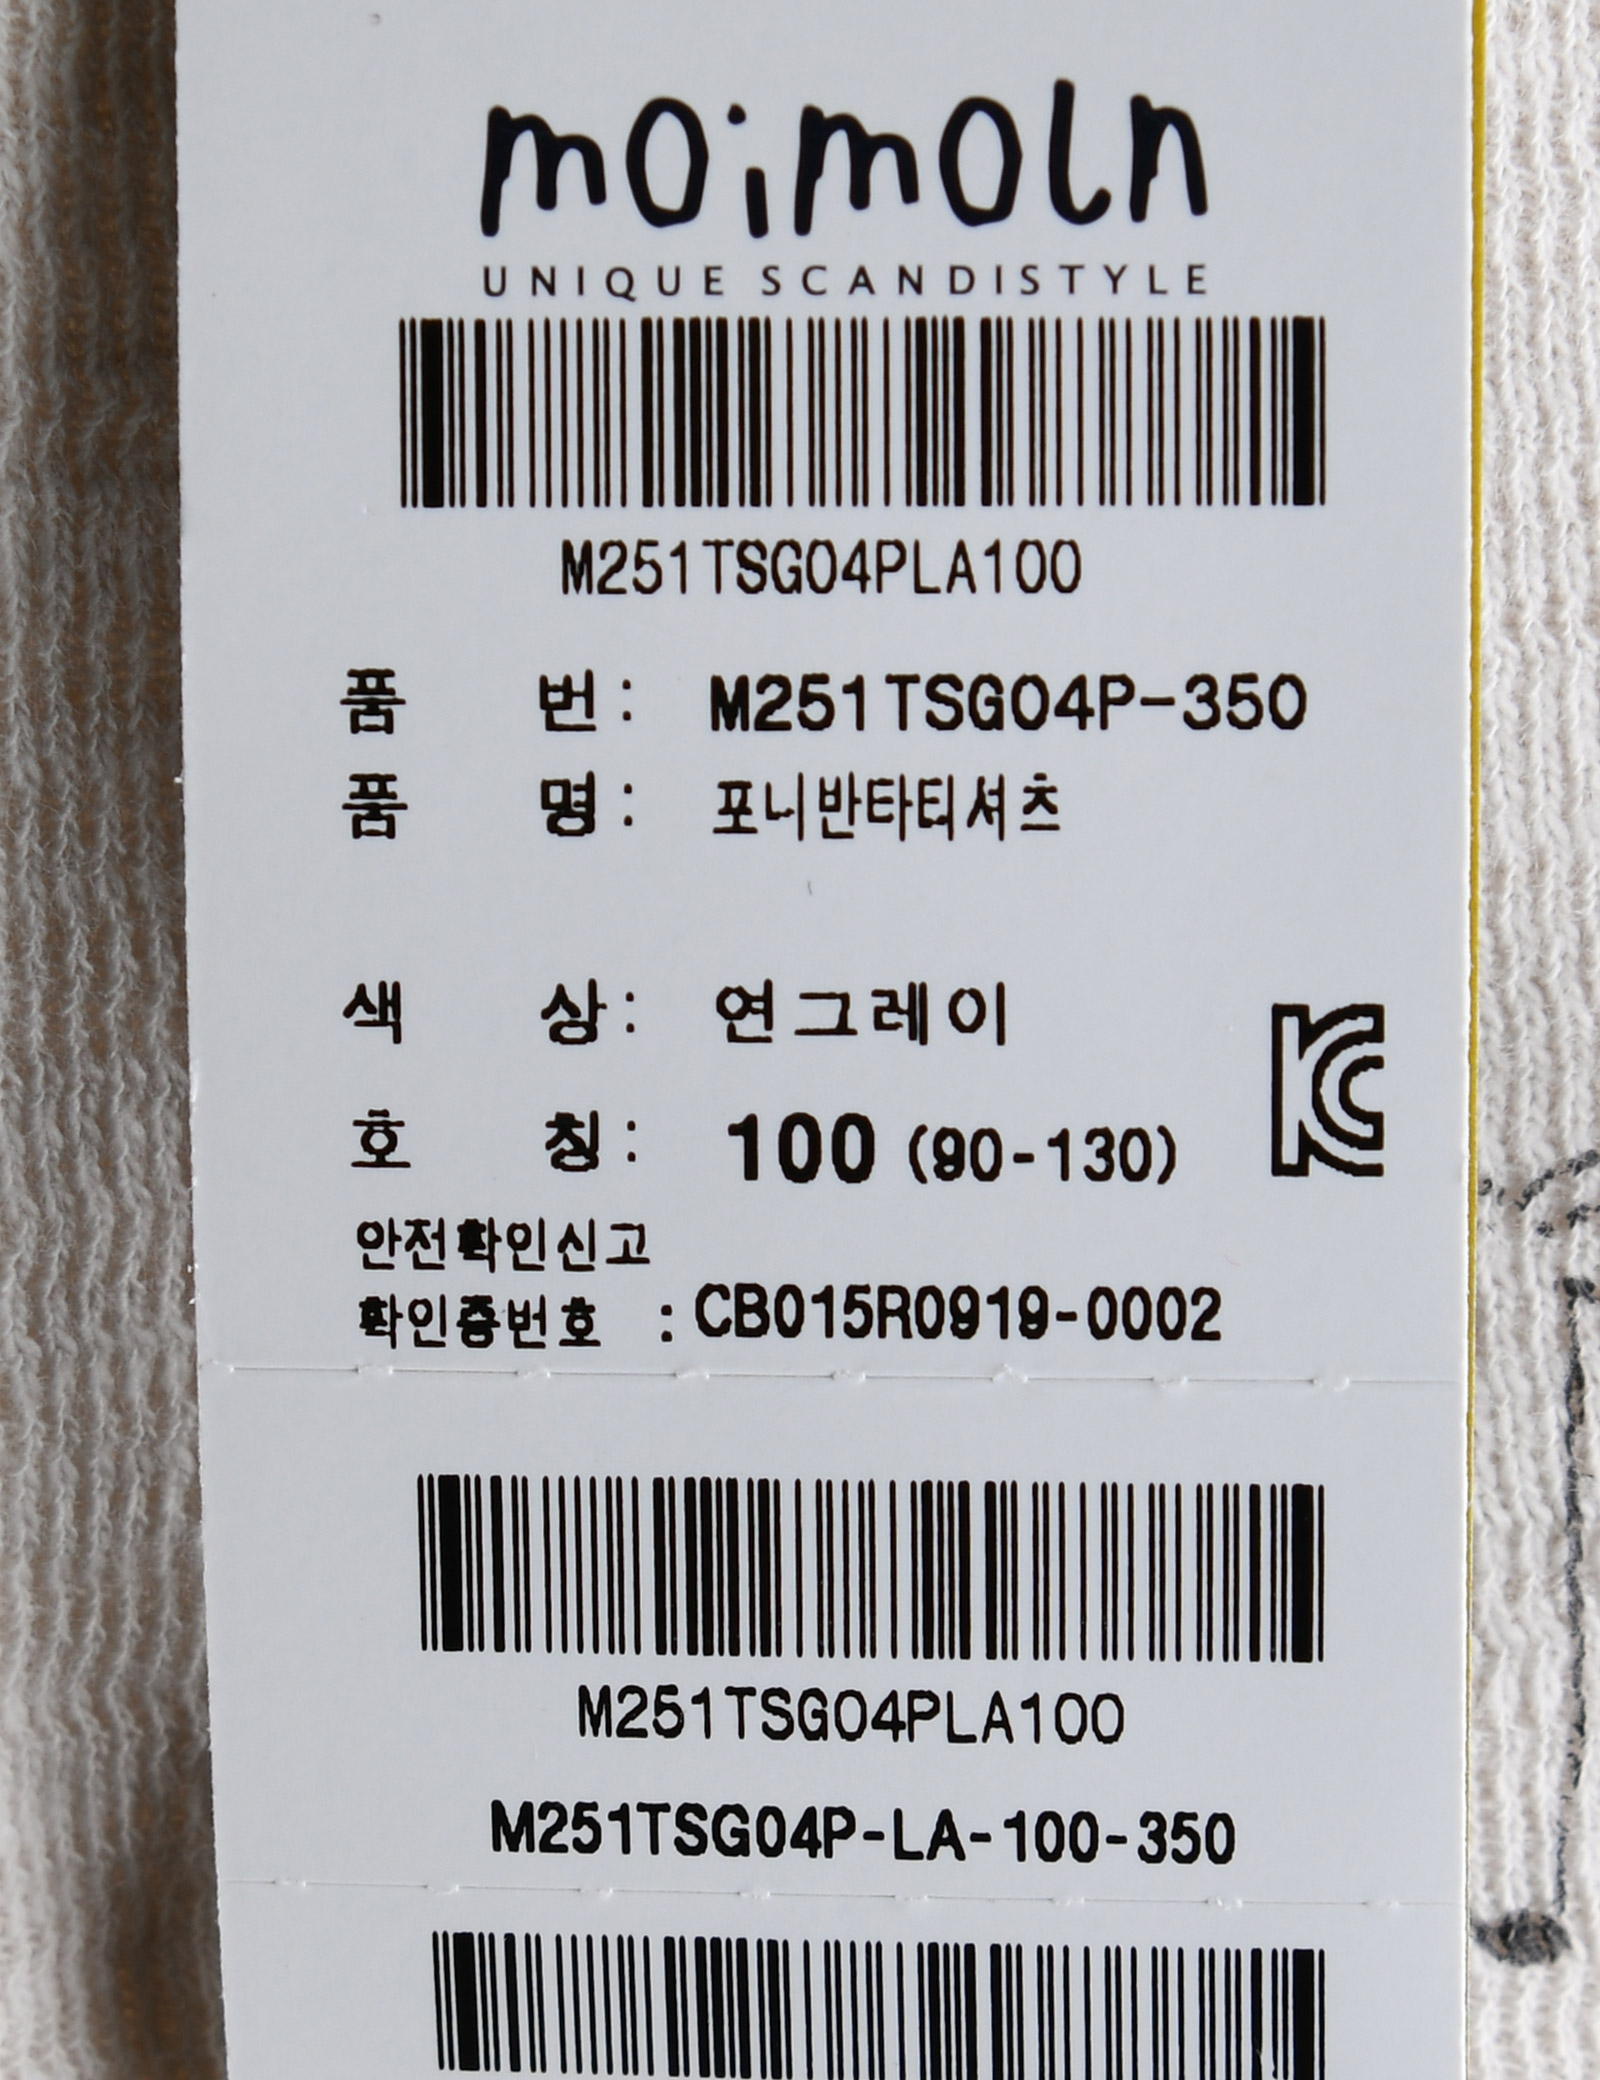 moimoln
UNIQUE SCANDISTYLE
M251TSG04PLA100
품 번 : M251TSG04P-350
품 명 : 포니반타티셔츠
색 상 : 연그레이
호 칭 : 100 (90-130)
안전확인신고
확인증번호 : CB015R0919-0002
M251TSG04PLA100
M251TSG04P-LA-100-350